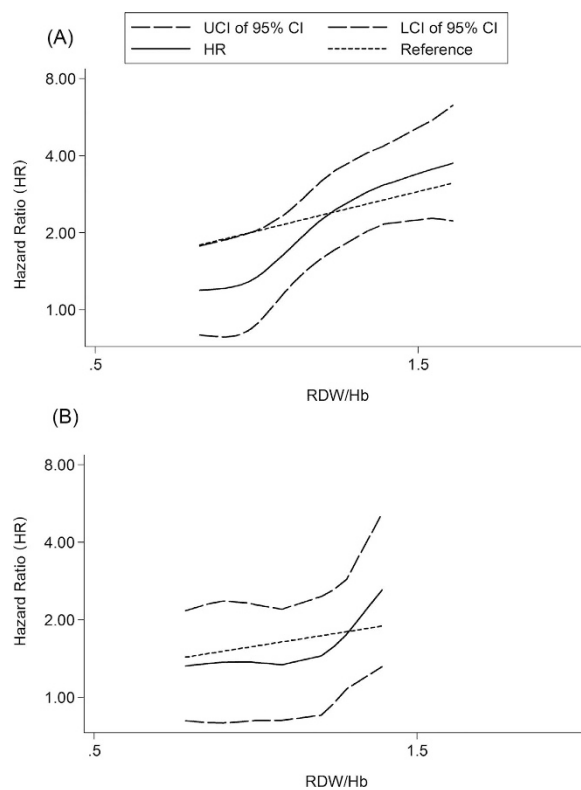 UCI of 95% CI
LCI of 95% CI
HR
Reference
(A)
8.00
4.00
2.00
1.00
Hazard Ratio (HR)
.5
1.5
RDW/Hb
(B)
8.00
4.00
2.00
1.00
Hazard Ratio (HR)
.5
1.5
RDW/Hb